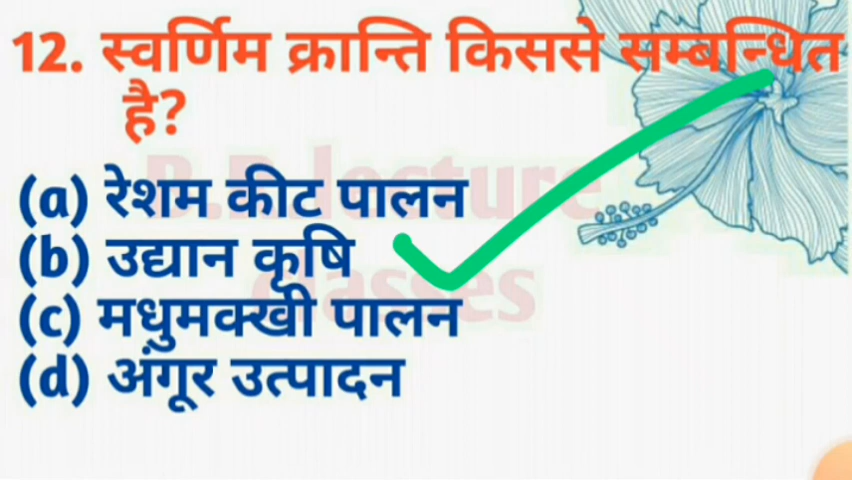 12. स्वर्णिम क्रान्ति किससे सम्बन्धित
है?
(a) रेशम कीट पालन
(b) उद्यान कृषि
(c) मधुमक्खी पालन
(d) अंगूर उत्पादन